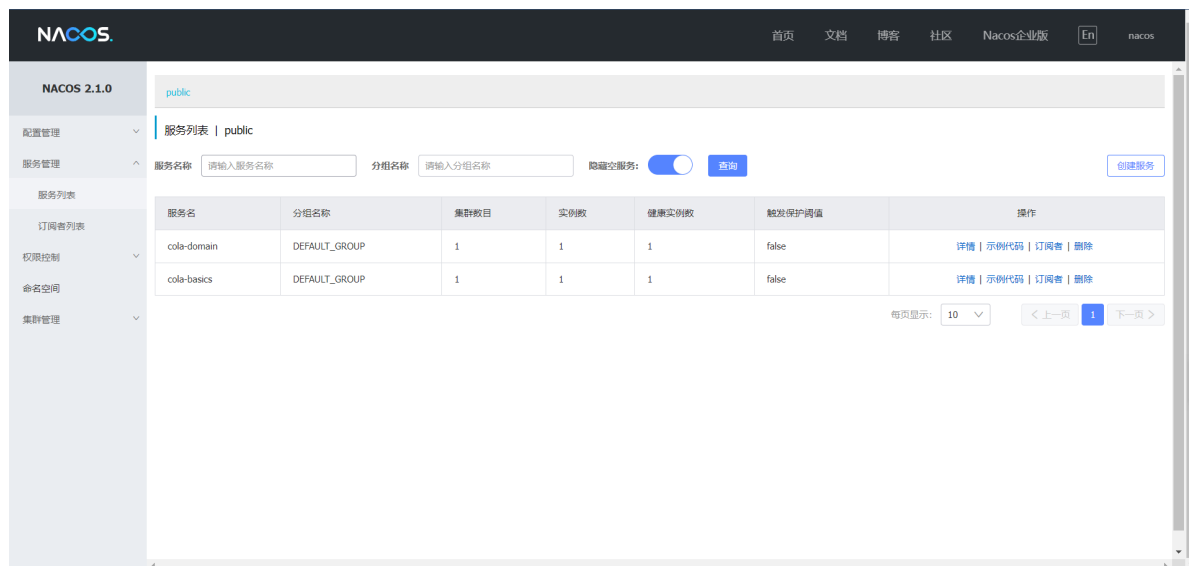 NACOS. 首页 文档 博客 社区 Nacos企业版 En nacos
NACOS 2.1.0
配置管理
服务管理
服务列表
订阅者列表
权限控制
命名空间
集群管理
public
服务列表 | public
服务名称 请输入服务名称 分组名称 请输入分组名称 隐藏空服务: 查询 创建服务
服务名 分组名称 集群数目 实例数 健康实例数 触发保护阈值 操作
cola-domain DEFAULT_GROUP 1 1 1 false 详情 | 示例代码 | 订阅者 | 删除
cola-basics DEFAULT_GROUP 1 1 1 false 详情 | 示例代码 | 订阅者 | 删除
每页显示: 10 上一页 1 下一页